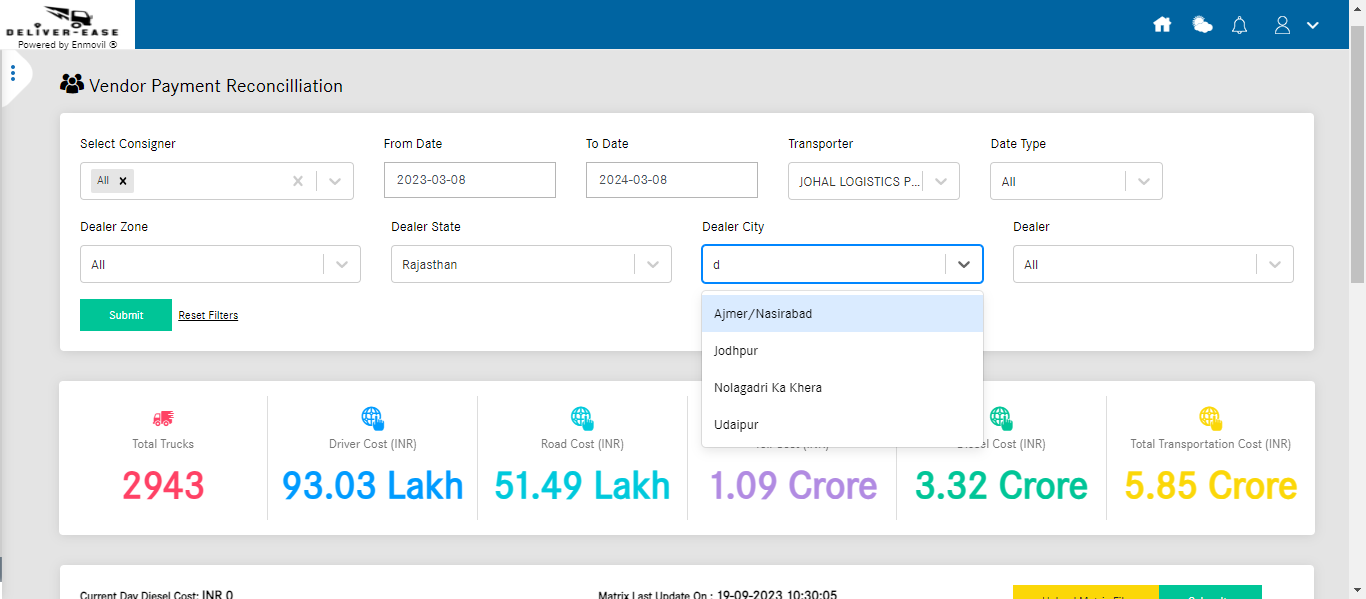 DELIVER-EASE
Powered by Enmovil ®
Vendor Payment Reconcilliation
Select Consigner
From Date
To Date
Transporter
Date Type
All ×
2023-03-08
2024-03-08
JOHAL LOGISTICS P...
All
Dealer Zone
Dealer State
Dealer City
Dealer
All
Rajasthan
d
All
Ajmer/Nasirabad
Jodhpur
Nolagadri Ka Khera
Udaipur
Submit
Reset Filters
Total Trucks
2943
Driver Cost (INR)
93.03 Lakh
Road Cost (INR)
51.49 Lakh
Cost (INR)
1.09 Crore
Diesel Cost (INR)
3.32 Crore
Total Transportation Cost (INR)
5.85 Crore
Current Day Diesel Cost: INR 0
Matrix Last Update On : 19-09-2023 10:30:05